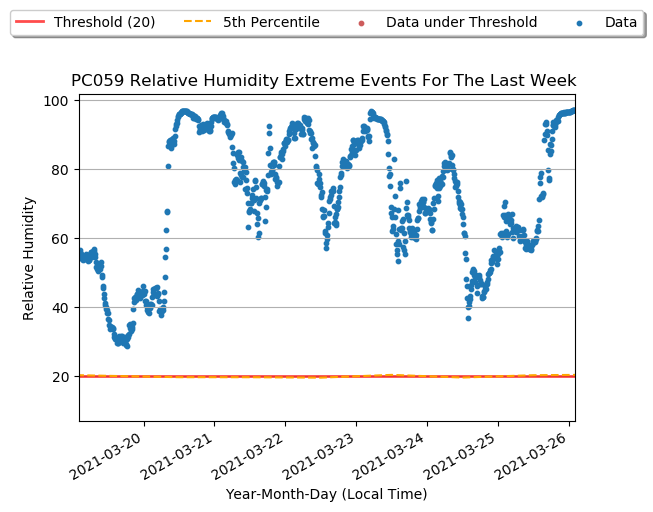 Threshold (20) 5th Percentile Data under Threshold Data
PC059 Relative Humidity Extreme Events For The Last Week
100
80
60
40
20
Relative Humidity
2021-03-20 2021-03-21 2021-03-22 2021-03-23 2021-03-24 2021-03-25 2021-03-26
Year-Month-Day (Local Time)